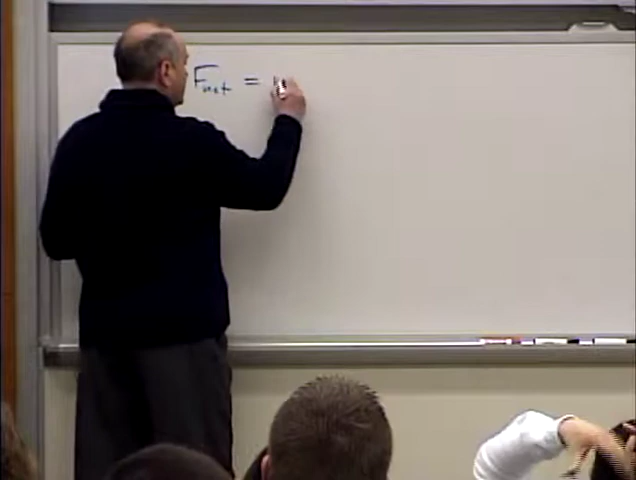 Fnet =